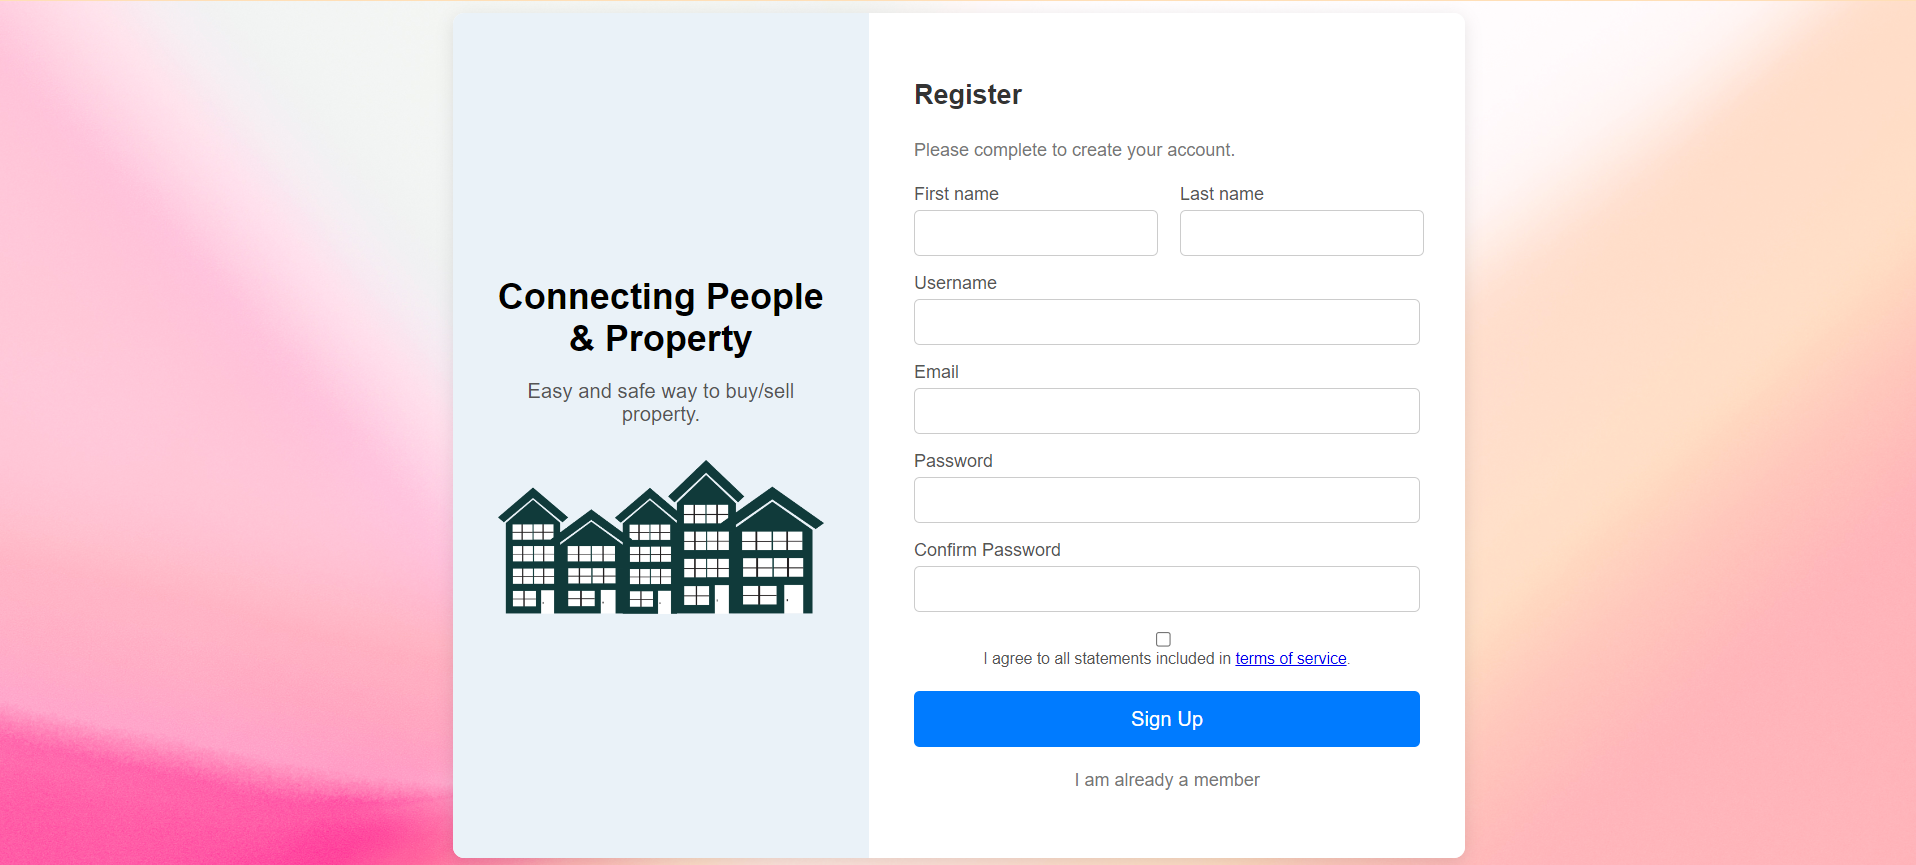 Connecting People
& Property
Easy and safe way to buy/sell
property.
Register
Please complete to create your account.
First name
Last name
Username
Email
Password
Confirm Password
I agree to all statements included in terms of service.
Sign Up
I am already a member